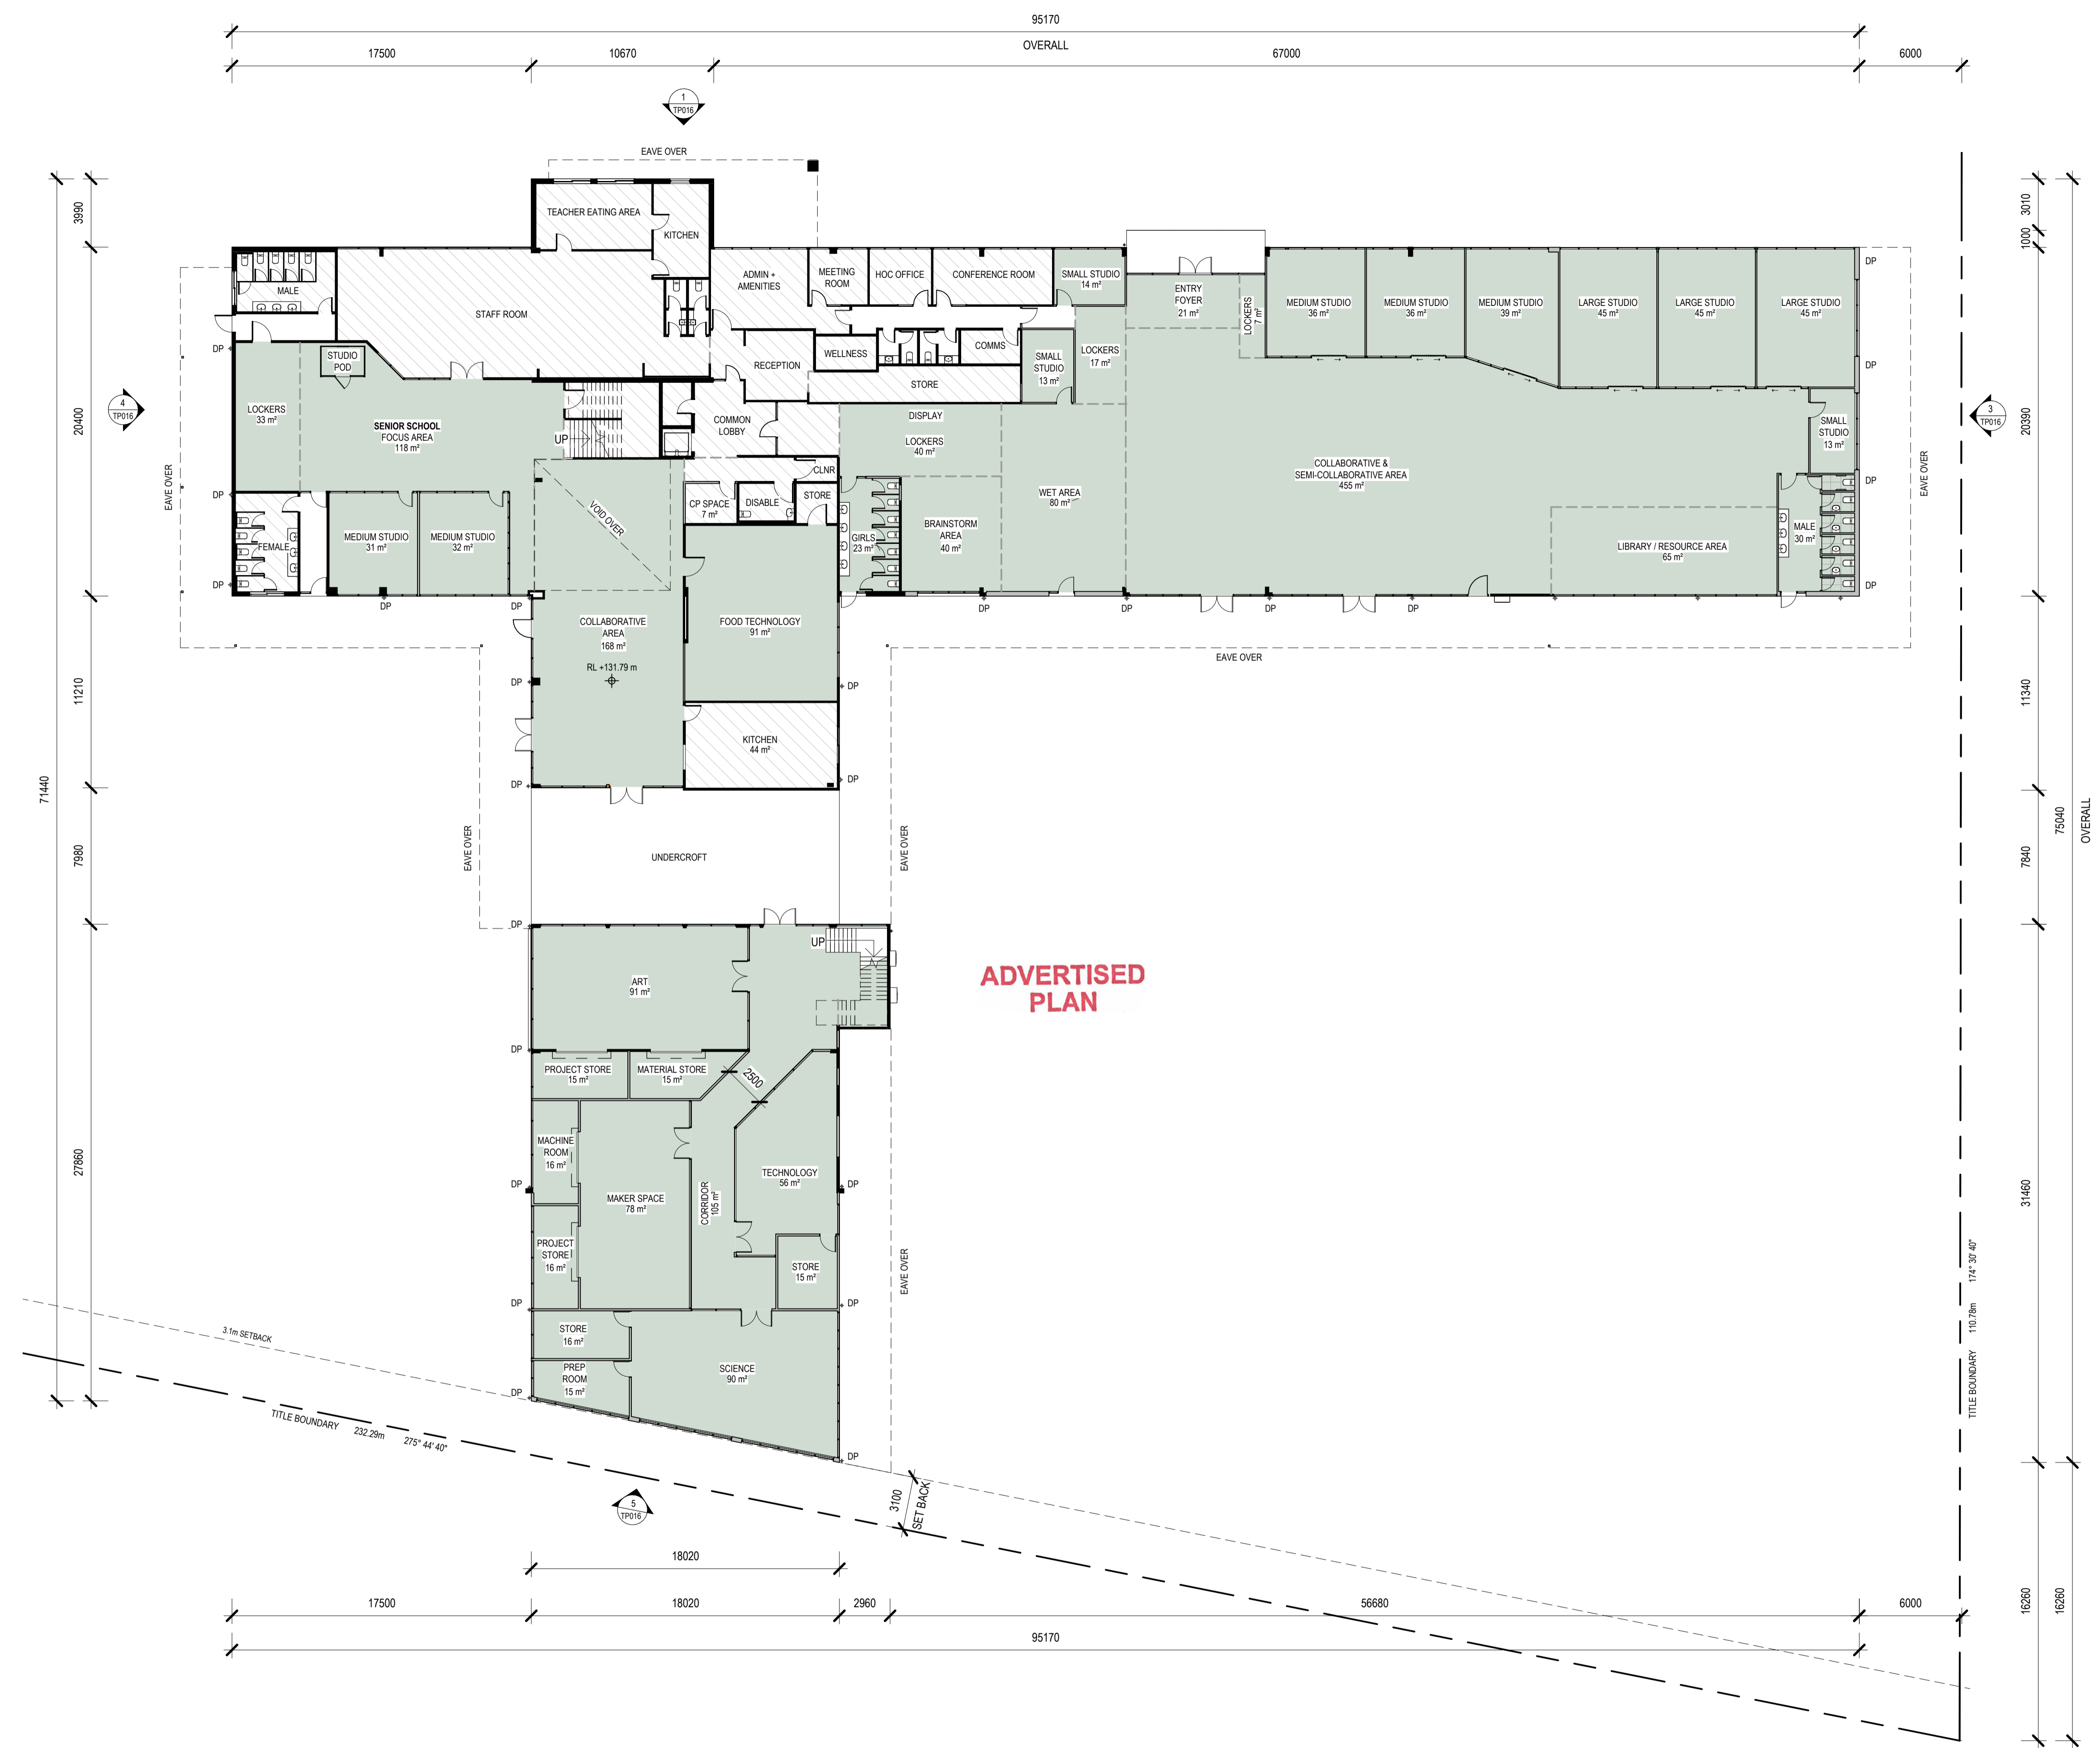 95170
OVERALL
17500
10670
67000
6000
1
TP016
EAVE OVER
3990
20400
11210
7980
27860
71440
3010
1000
20390
11340
7840
31460
16260
75040
OVERALL
16260
TEACHER EATING AREA
KITCHEN
MALE
STAFF ROOM
ADMIN +
AMENITIES
MEETING
ROOM
HOC OFFICE
CONFERENCE ROOM
SMALL STUDIO
14 m²
ENTRY
FOYER
21 m²
LOCKERS
7 m²
MEDIUM STUDIO
36 m²
MEDIUM STUDIO
36 m²
MEDIUM STUDIO
39 m²
LARGE STUDIO
45 m²
LARGE STUDIO
45 m²
LARGE STUDIO
45 m²
DP
DP
DP
DP
STUDIO
POD
RECEPTION
WELLNESS
COMMS
STORE
SMALL
STUDIO
13 m²
LOCKERS
17 m²
4
TP016
3
TP016
DP
DP
DP
LOCKERS
33 m²
SENIOR SCHOOL
FOCUS AREA
118 m²
UP
COMMON
LOBBY
DISPLAY
LOCKERS
40 m²
SMALL
STUDIO
13 m²
COLLABORATIVE &
SEMI-COLLABORATIVE AREA
455 m²
EAVE OVER
EAVE OVER
CLNR
CP SPACE
7 m²
DISABLE
STORE
VOID OVER
WET AREA
80 m²
BRAINSTORM
AREA
40 m²
GIRLS
23 m²
FEMALE
MEDIUM STUDIO
31 m²
MEDIUM STUDIO
32 m²
LIBRARY / RESOURCE AREA
65 m²
MALE
30 m²
DP
DP
DP
DP
DP
DP
COLLABORATIVE
AREA
168 m²
RL +131.79 m
FOOD TECHNOLOGY
91 m²
EAVE OVER
DP
DP
KITCHEN
44 m²
DP
DP
EAVE OVER
UNDERCROFT
EAVE OVER
DP
UP
ART
91 m²
ADVERTISED
PLAN
DP
PROJECT STORE
15 m²
MATERIAL STORE
15 m²
2500
MACHINE
ROOM
16 m²
MAKER SPACE
78 m²
CORRIDOR
105 m²
TECHNOLOGY
56 m²
DP
DP
PROJECT
STORE
16 m²
STORE
15 m²
EAVE OVER
DP
DP
STORE
16 m²
PREP
ROOM
15 m²
SCIENCE
90 m²
DP
DP
3.1m SETBACK
TITLE BOUNDARY 232.29m 275° 44' 40"
TITLE BOUNDARY 110.78m 174° 30' 40"
3100
SET BACK
5
TP016
18020
17500
18020
2960
56680
6000
95170